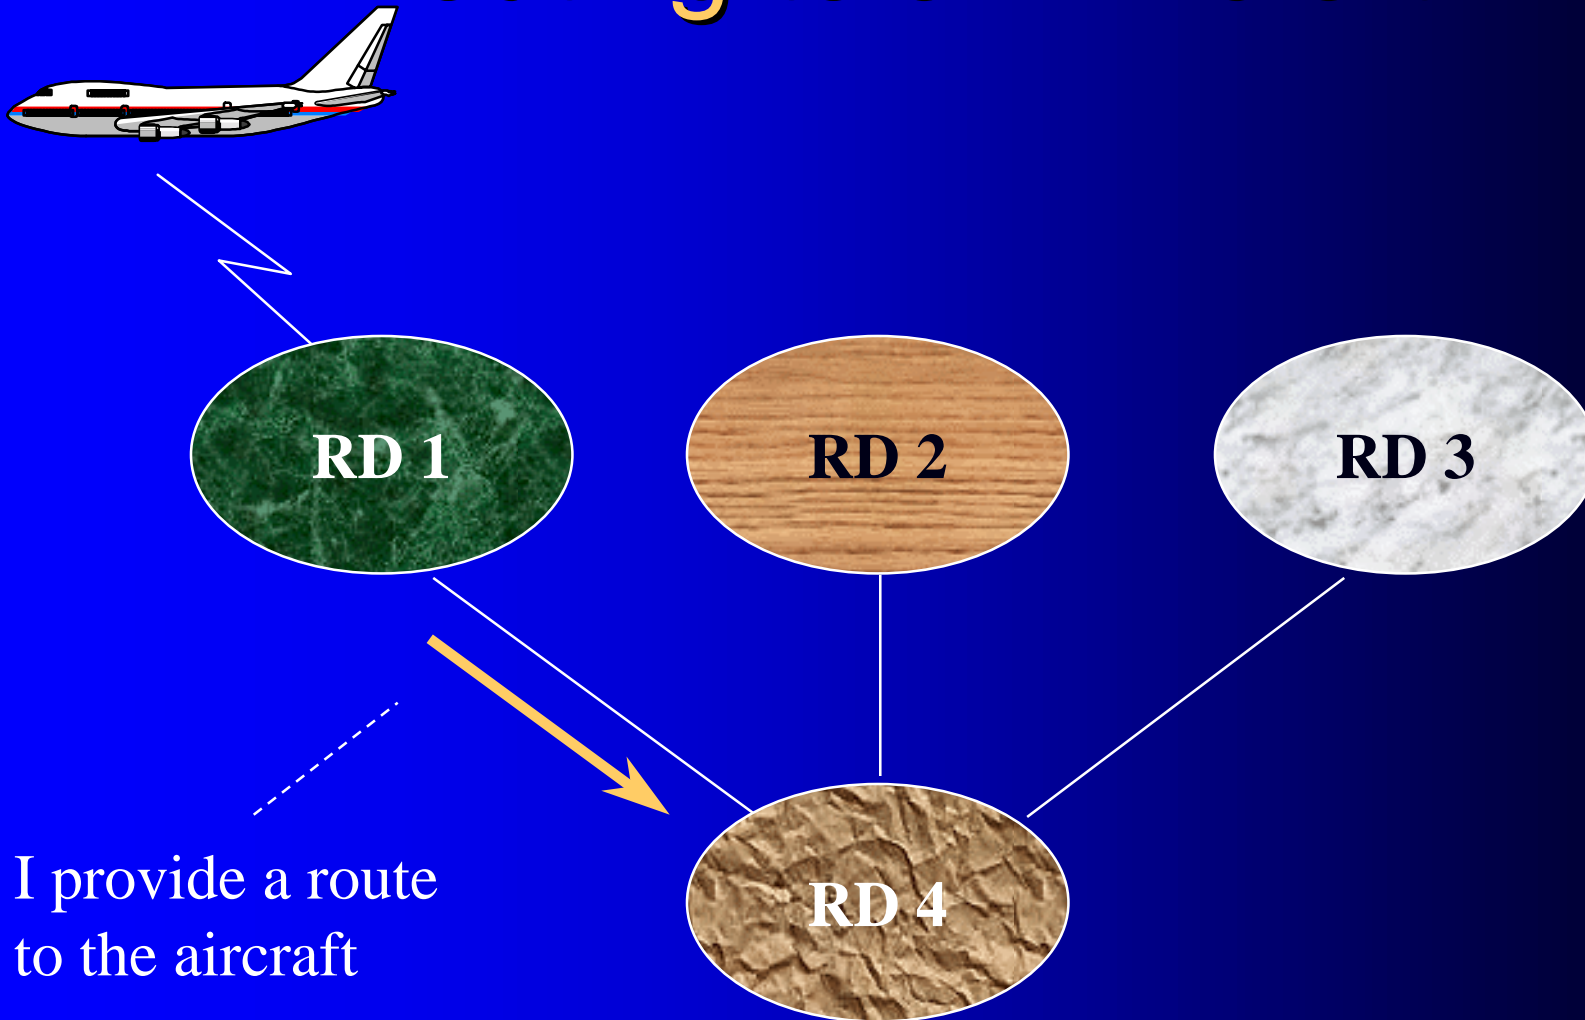 RD 1
RD 2
RD 3
RD 4
I provide a route
to the aircraft